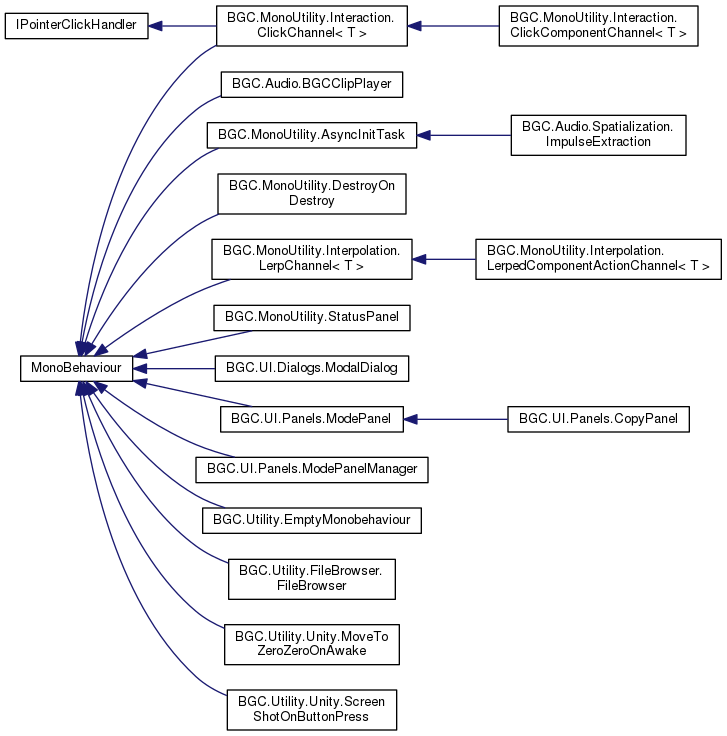 IPointerClickHandler
BGC.MonoUtility.Interaction.
ClickChannel< T >
BGC.MonoUtility.Interaction.
ClickComponentChannel< T >
BGC.Audio.BGCClipPlayer
BGC.MonoUtility.AsyncInitTask
BGC.Audio.Spatialization.
ImpulseExtraction
BGC.MonoUtility.DestroyOn
Destroy
BGC.MonoUtility.Interpolation.
LerpChannel< T >
BGC.MonoUtility.Interpolation.
LerpedComponentActionChannel< T >
BGC.MonoUtility.StatusPanel
MonoBehaviour
BGC.UI.Dialogs.ModalDialog
BGC.UI.Panels.ModePanel
BGC.UI.Panels.CopyPanel
BGC.UI.Panels.ModePanelManager
BGC.Utility.EmptyMonobehaviour
BGC.Utility.FileBrowser.
FileBrowser
BGC.Utility.Unity.MoveTo
ZeroZeroOnAwake
BGC.Utility.Unity.Screen
ShotOnButtonPress